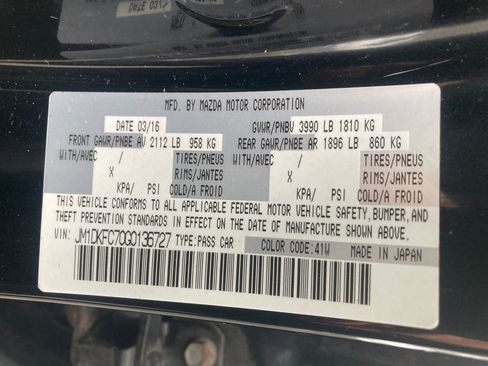 MFD. BY MAZDA MOTOR CORPORATION
DATE 03/16 GVWR/PNBV 3990 LB 1810 KG
FRONT GAWR/PNBE AV 2112 LB 958 KG REAR GAWR/PNBE AR 1896 LB 860 KG
WITH/AVEC / TIRES/PNEUS WITH/AVEC / TIRES/PNEUS
X RIMS/JANTES X RIMS/JANTES
KPA/ PSI COLD/A FROID KPA/ PSI COLD/A FROID
THIS VEHICLE CONFORMS TO ALL APPLICABLE FEDERAL MOTOR VEHICLE SAFETY, BUMPER, AND
THEFT PREVENTION STANDARDS IN EFFECT ON THE DATE OF MANUFACTURE SHOWN ABOVE.
VIN: JM1DKFC70G0136727 TYPE:PASS CAR COLOR CODE:41W MADE IN JAPAN